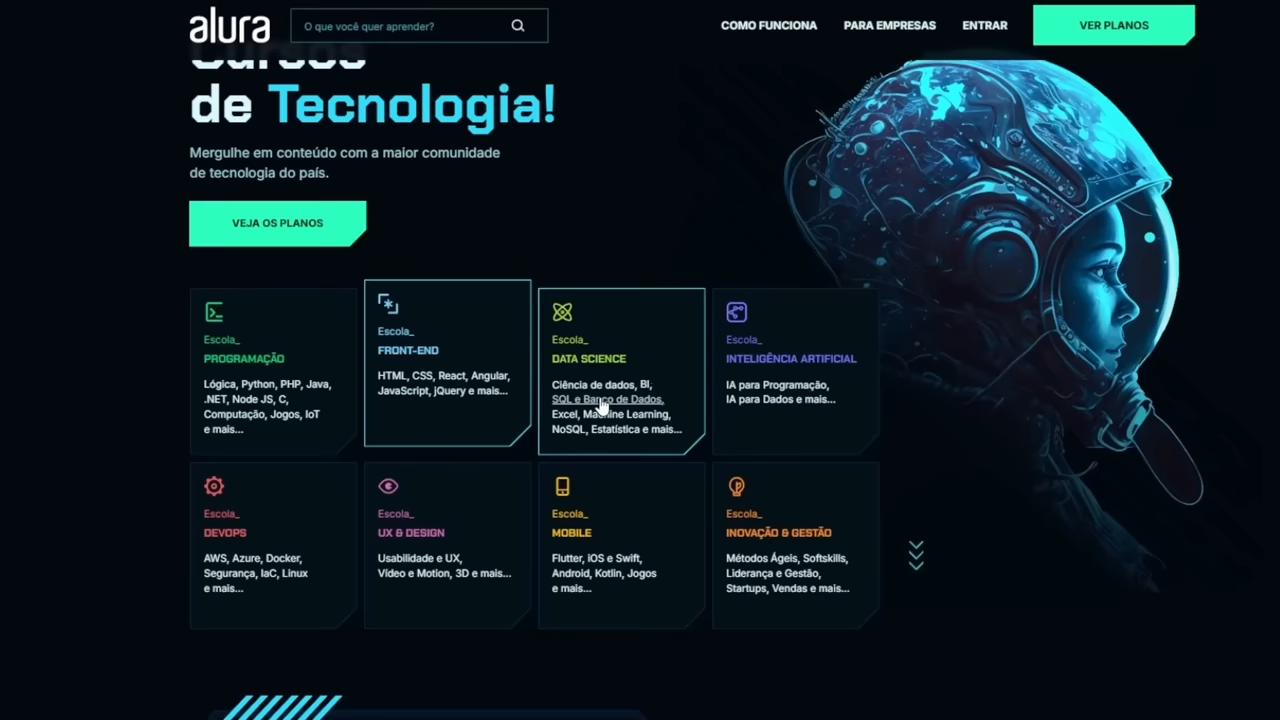 alura
O que você quer aprender?
COMO FUNCIONA
PARA EMPRESAS
ENTRAR
VER PLANOS
Cursos
de Tecnologia!
Mergulhe em conteúdo com a maior comunidade
de tecnologia do país.
VEJA OS PLANOS
Escola_
PROGRAMAÇÃO
Lógica, Python, PHP, Java,
.NET, Node JS, C,
Computação, Jogos, IoT
e mais...
Escola_
FRONT-END
HTML, CSS, React, Angular,
JavaScript, jQuery e mais...
Escola_
DATA SCIENCE
Ciência de dados, BI,
SQL e Banco de Dados,
Excel, Machine Learning,
NoSQL, Estatística e mais...
Escola_
INTELIGÊNCIA ARTIFICIAL
IA para Programação,
IA para Dados e mais...
Escola_
DEVOPS
AWS, Azure, Docker,
Segurança, IaC, Linux
e mais...
Escola_
UX & DESIGN
Usabilidade e UX,
Vídeo e Motion, 3D e mais...
Escola_
MOBILE
Flutter, iOS e Swift,
Android, Kotlin, Jogos
e mais...
Escola_
INOVAÇÃO & GESTÃO
Métodos Ágeis, Softskills,
Liderança e Gestão,
Startups, Vendas e mais...